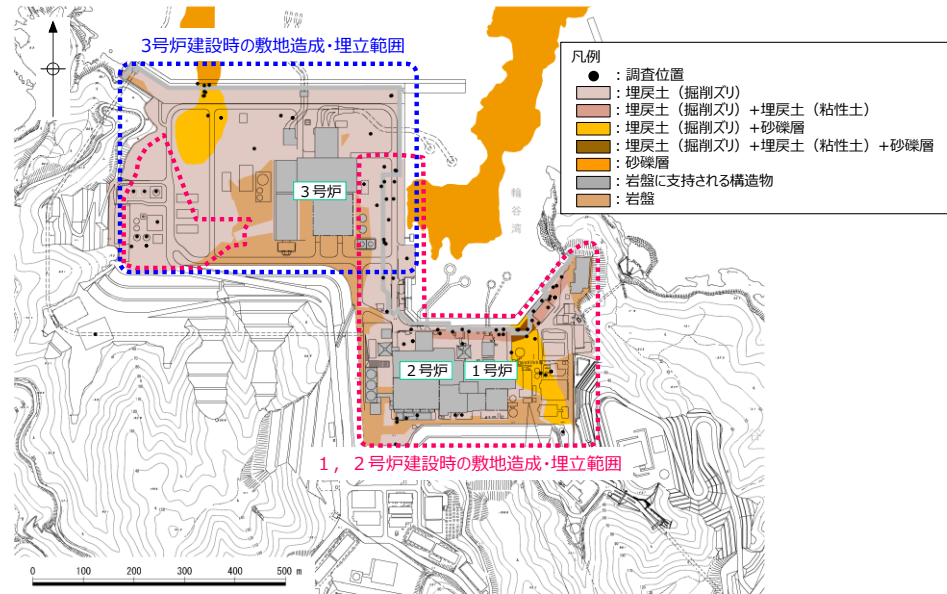 3号炉建設時の敷地造成・埋立範囲
凡例
●：調査位置
：埋戻土（掘削ズリ）
：埋戻土（掘削ズリ）+埋戻土（粘性土）
：埋戻土（掘削ズリ）+砂礫層
：埋戻土（掘削ズリ）+埋戻土（粘性土）+砂礫層
：砂礫層
：岩盤に支持される構造物
：岩盤
3号炉
輪谷湾
2号炉
1号炉
1，2号炉建設時の敷地造成・埋立範囲
0 100 200 300 400 500 m